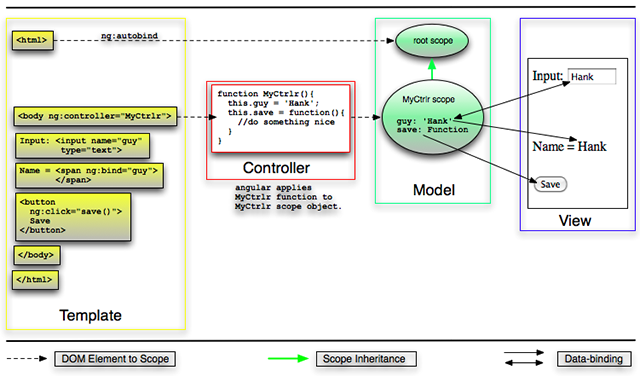 <html>
ng:autobind
root scope
<body ng:controller="MyCtrlr">
Input: <input name="guy"
type="text">
Name = <span ng:bind="guy">
</span>
<button
ng:click="save()">
Save
</button>
</body>
</html>
Template
function MyCtrlr(){
this.guy = 'Hank';
this.save = function(){
//do something nice
}
}
Controller
angular applies
MyCtrlr function to
MyCtrlr scope object.
MyCtrlr scope
guy: 'Hank'
save: Function
Model
Input: Hank
Name = Hank
Save
View
DOM Element to Scope
Scope Inheritance
Data-binding